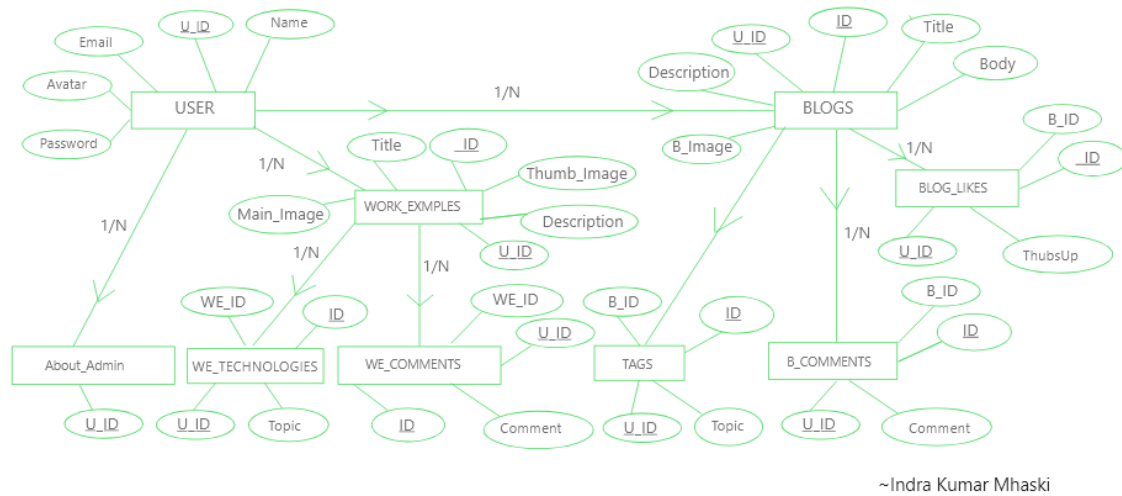 U_ID
Name
Email
Avatar
Password
USER
1/N
1/N
1/N
ID
U_ID
Title
Description
Body
BLOGS
B_Image
1/N
B_ID
_ID
BLOG_LIKES
U_ID
ThubsUp
Title
_ID
Thumb_Image
Main_Image
WORK_EXMPLES
Description
U_ID
1/N
1/N
1/N
About_Admin
U_ID
WE_ID
ID
WE_TECHNOLOGIES
U_ID
Topic
WE_ID
U_ID
WE_COMMENTS
ID
Comment
B_ID
ID
TAGS
U_ID
Topic
B_ID
ID
B_COMMENTS
U_ID
Comment
~Indra Kumar Mhaski